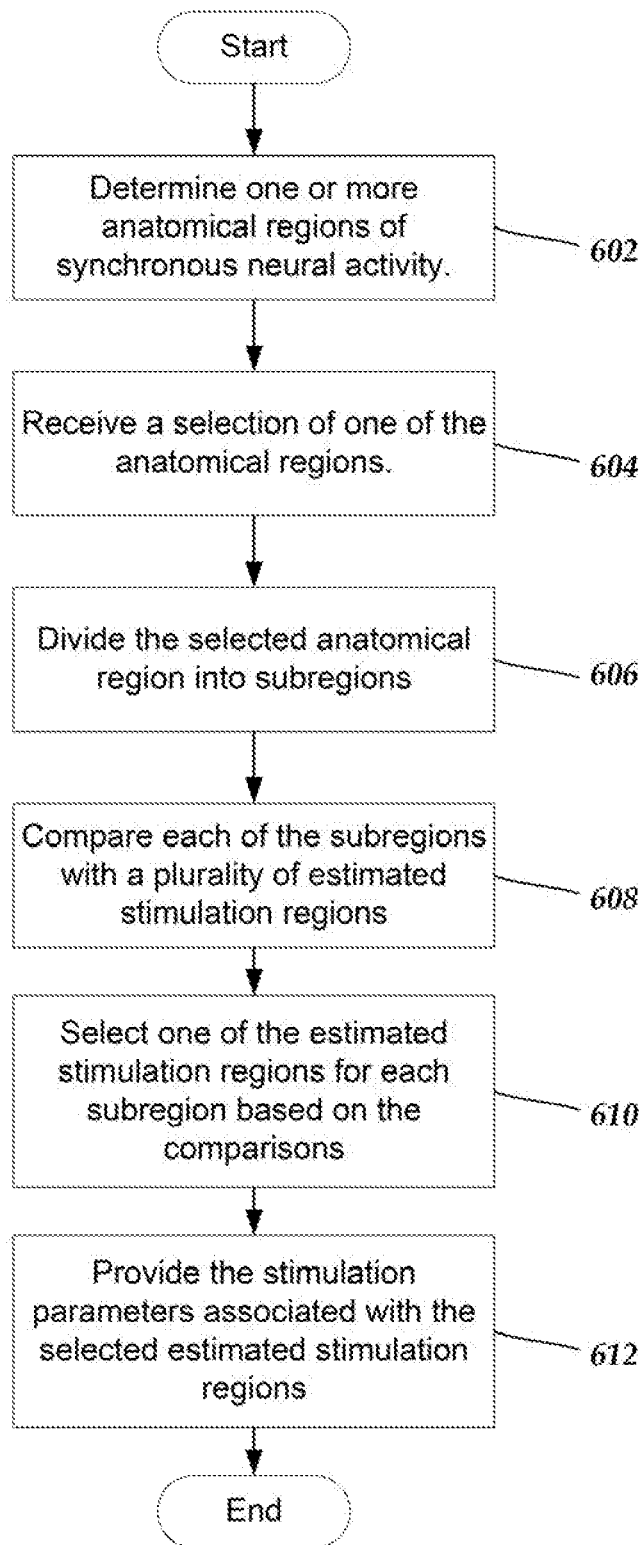 Start
Determine one or more
anatomical regions of
synchronous neural activity.
602
Receive a selection of one of the
anatomical regions.
604
Divide the selected anatomical
region into subregions
606
Compare each of the subregions
with a plurality of estimated
stimulation regions
608
Select one of the estimated
stimulation regions for each
subregion based on the
comparisons
610
Provide the stimulation
parameters associated with the
selected estimated stimulation
regions
612
End